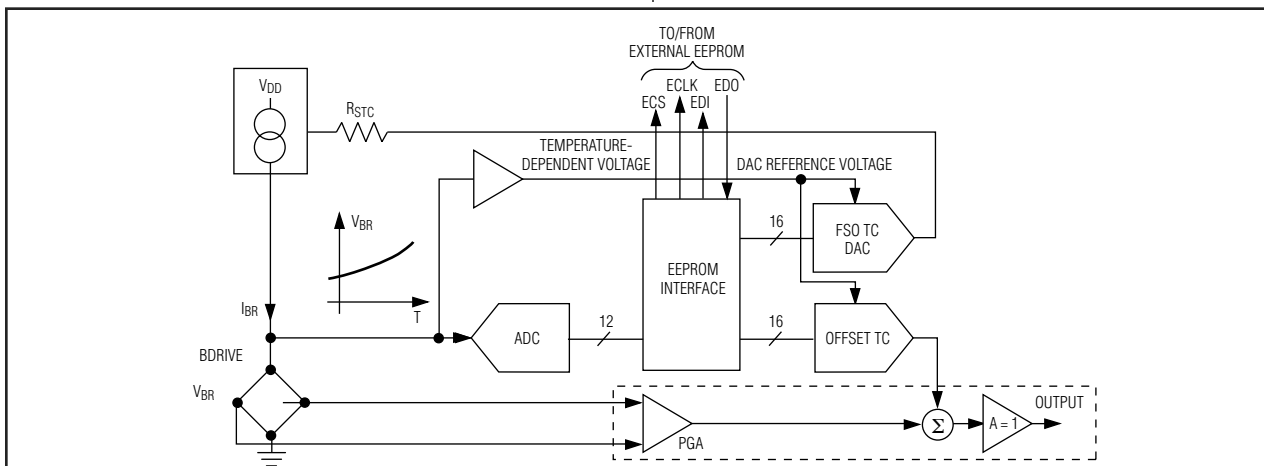 TO/FROM
EXTERNAL EEPROM
ECS
ECLK
EDI
EDO
VDD
RSTC
TEMPERATURE-
DEPENDENT VOLTAGE
DAC REFERENCE VOLTAGE
VBR
T
16
FSO TC
DAC
EEPROM
INTERFACE
IBR
ADC
12
16
OFFSET TC
BDRIVE
VBR
PGA
Σ
A = 1
OUTPUT